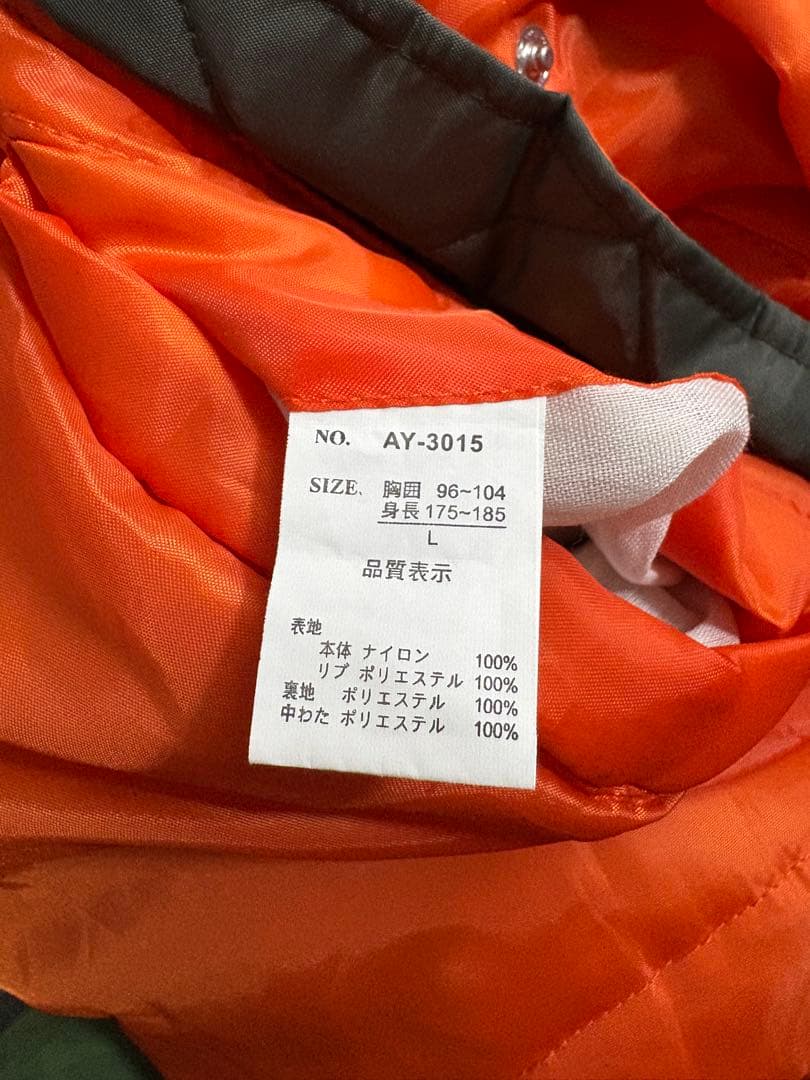 NO. AY-3015
SIZE、 胸囲 96~104
身長 175~185
L
品質表示
表地
本体 ナイロン 100%
リブ ポリエステル 100%
裏地 ポリエステル 100%
中わた ポリエステル 100%